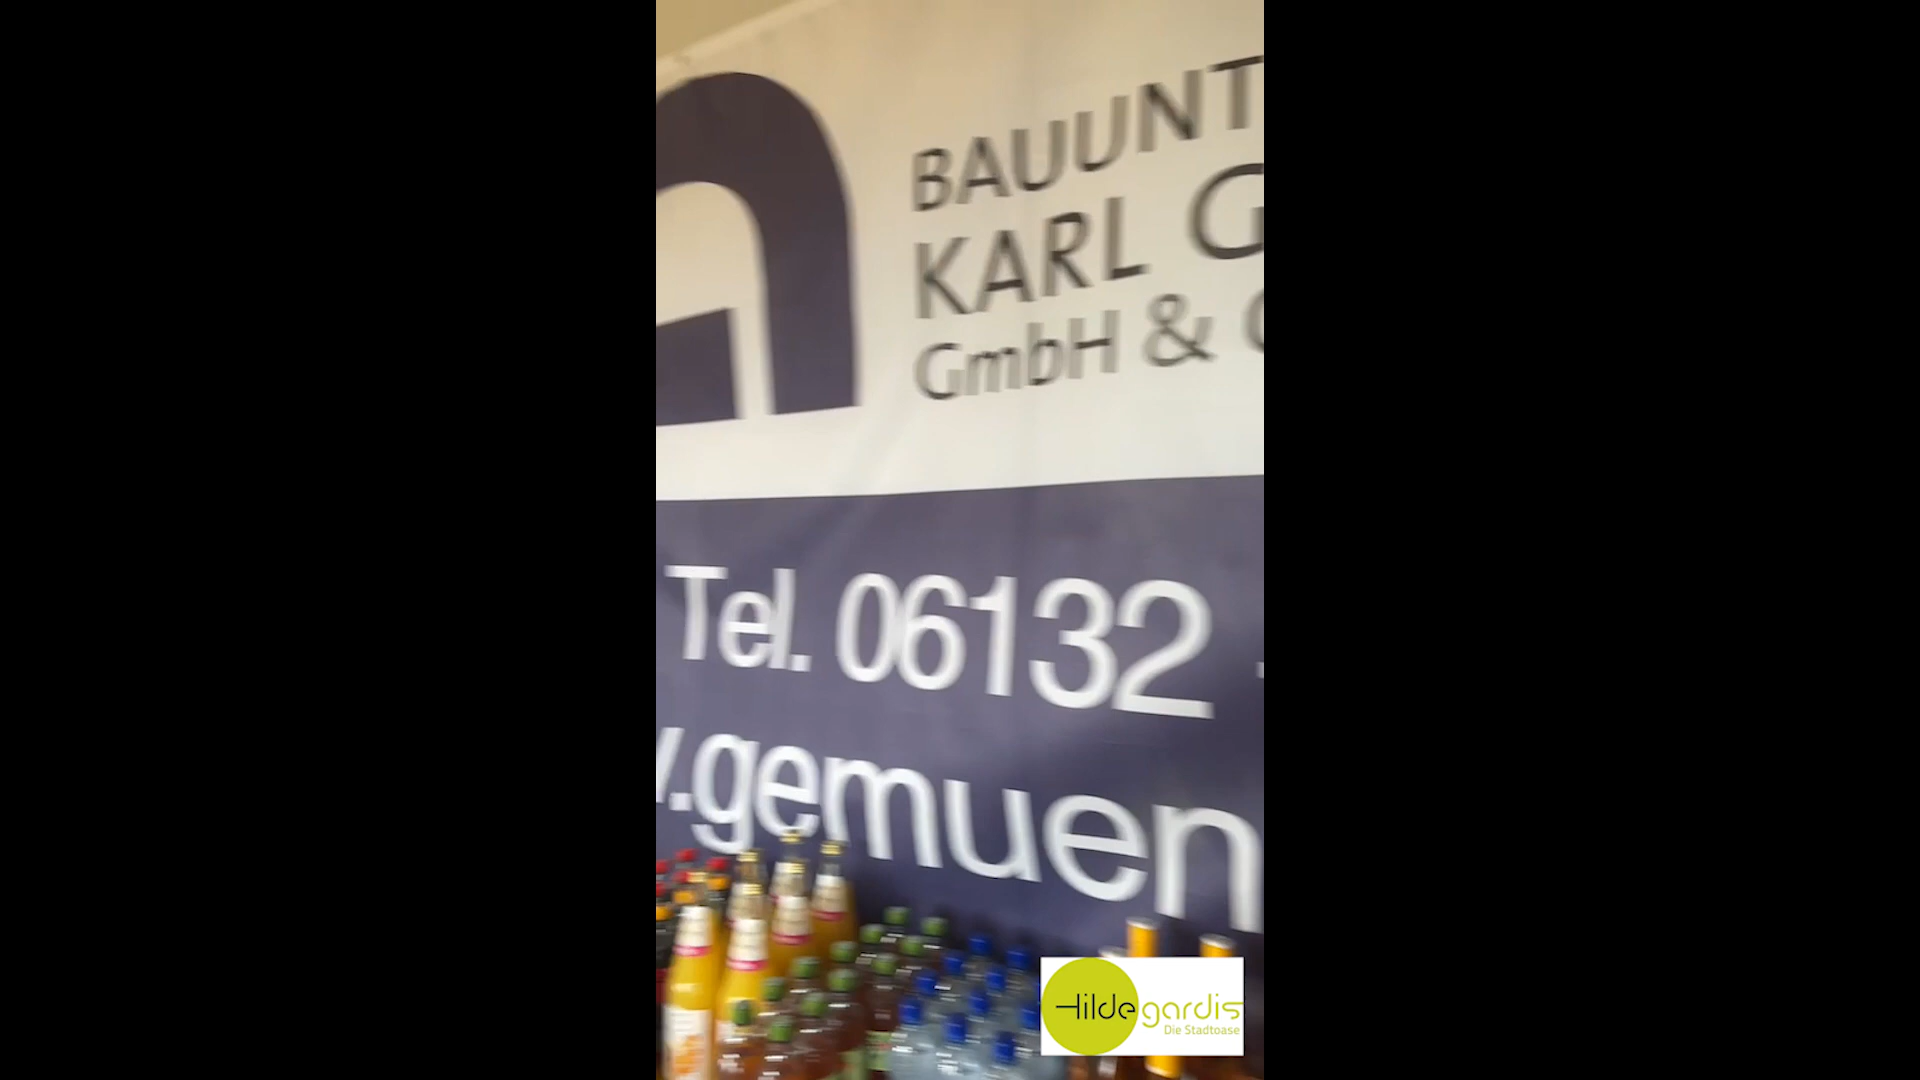 BAUUNT
KARL G
GmbH &
Tel. 06132
.gemuen
Hildegardis
Die Stadtoase